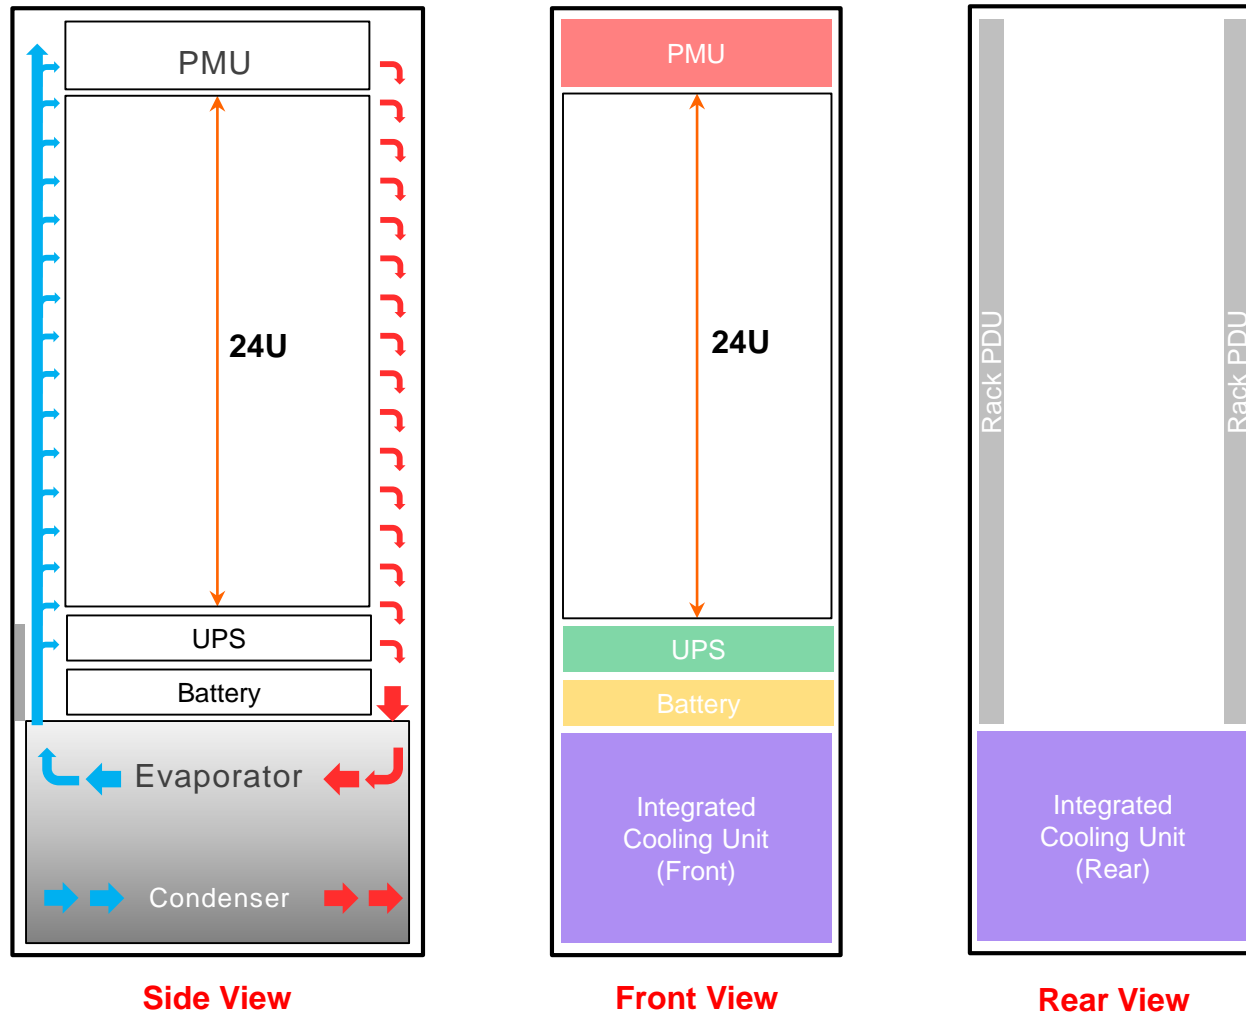 PMU
24U
UPS
Battery
Evaporator
Condenser
Side View
PMU
24U
UPS
Battery
Integrated
Cooling Unit
(Front)
Front View
Rack PDU
Rack PDU
Integrated
Cooling Unit
(Rear)
Rear View